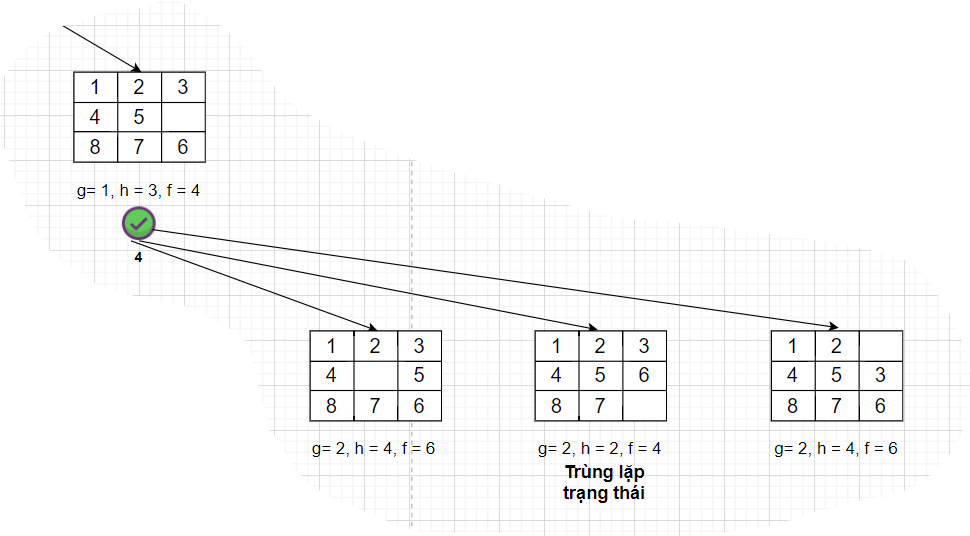 1 2 3
4 5
8 7 6
g= 1, h = 3, f = 4
4
1 2 3
4 5
8 7 6
g= 2, h = 4, f = 6
1 2 3
4 5 6
8 7
g= 2, h = 2, f = 4
Trùng lặp
trạng thái
1 2
4 5 3
8 7 6
g= 2, h = 4, f = 6